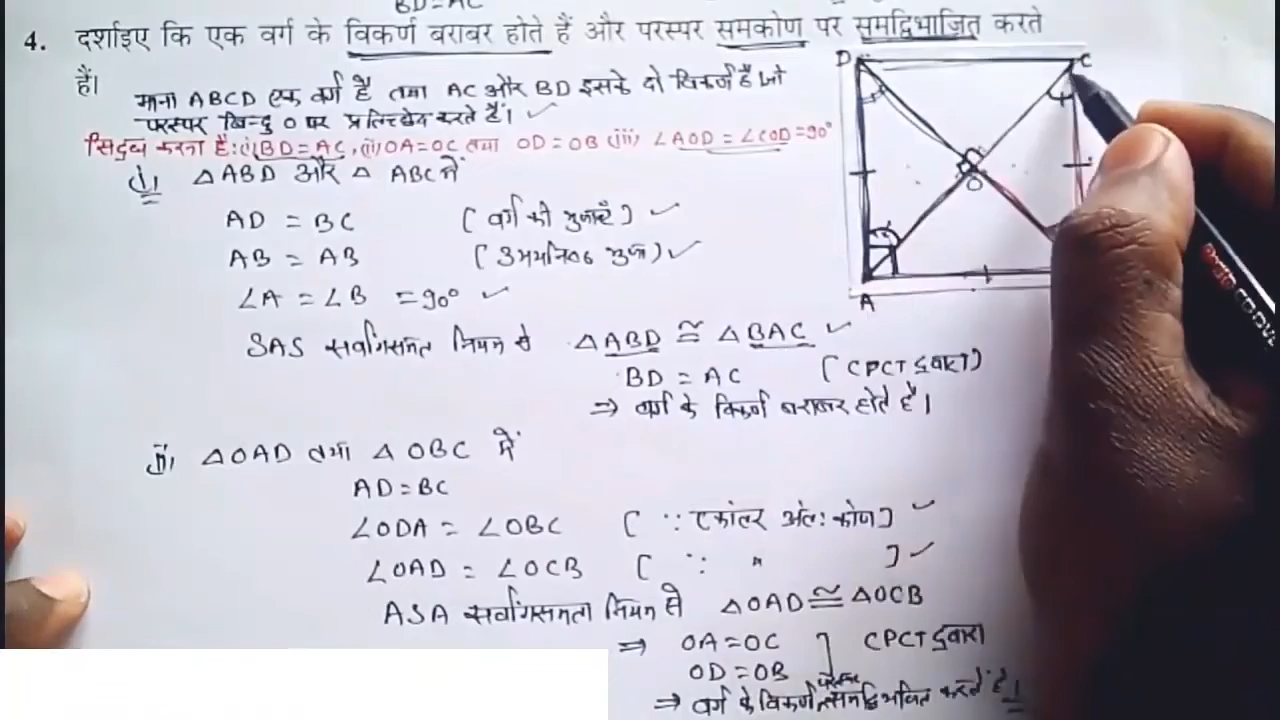 BD=AC
4. दर्शाइए कि एक वर्ग के विकर्ण बराबर होते हैं और परस्पर समकोण पर समद्विभाजित करते
हैं।
माना ABCD एक वर्ग है तथा AC और BD इसके दो विकर्ण हैं जो
परस्पर बिन्दु O पर प्रतिच्छेद करते हैं।
सिद्ध करना है:(i) BD=AC, (ii) OA=OC तथा OD=OB (iii) ∠AOD=∠COD=90°
(i) △ABD और △ABC में
AD = BC (वर्ग की भुजाएँ)
AB = AB (उभयनिष्ठ भुजा)
∠A = ∠B = 90°
SAS सर्वांगसमता नियम से △ABD ≅ △BAC
BD = AC (CPCT द्वारा)
⇒ वर्ग के विकर्ण बराबर होते हैं।
(ii) △OAD तथा △OBC में
AD=BC
∠ODA = ∠OBC [∵ एकांतर अंतः कोण]
∠OAD = ∠OCB [∵ " ]
ASA सर्वांगसमता नियम से △OAD≅△OCB
⇒ OA=OC ] CPCT द्वारा
OD=OB
⇒ वर्ग के विकर्ण परस्पर समद्विभाजित करते हैं।
D
C
O
A